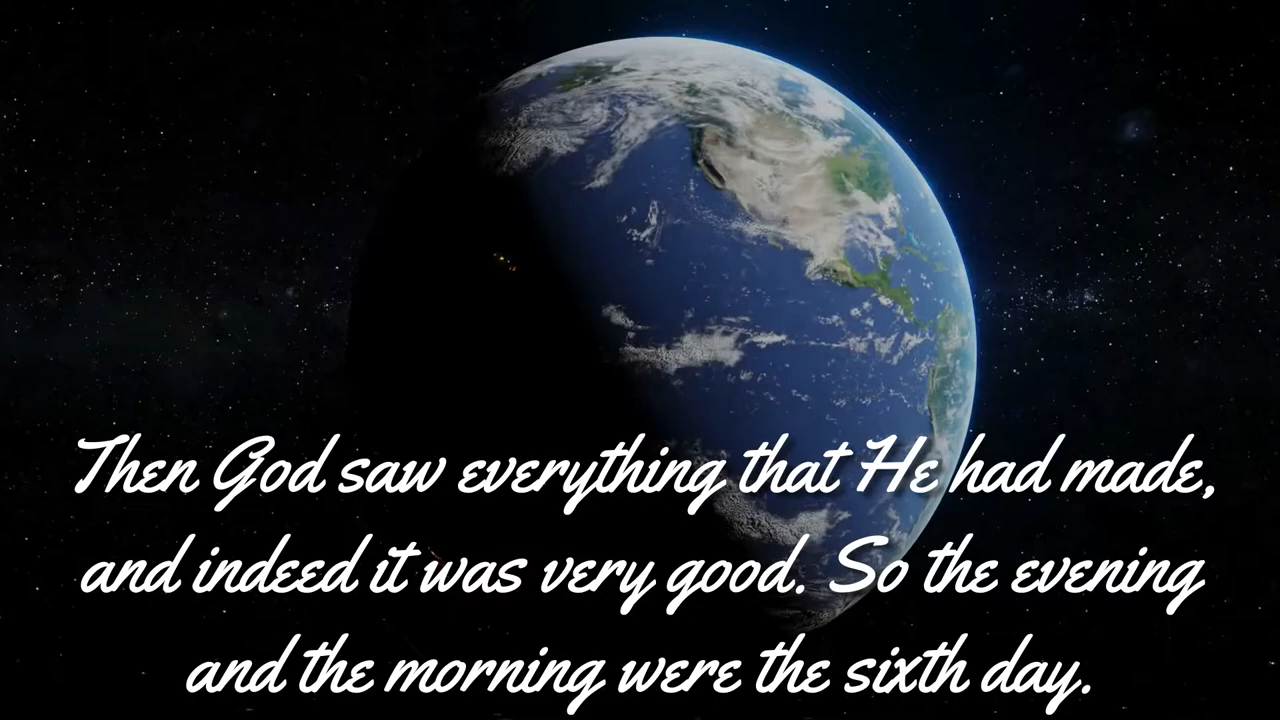 Then God saw everything that He had made,
and indeed it was very good. So the evening
and the morning were the sixth day.